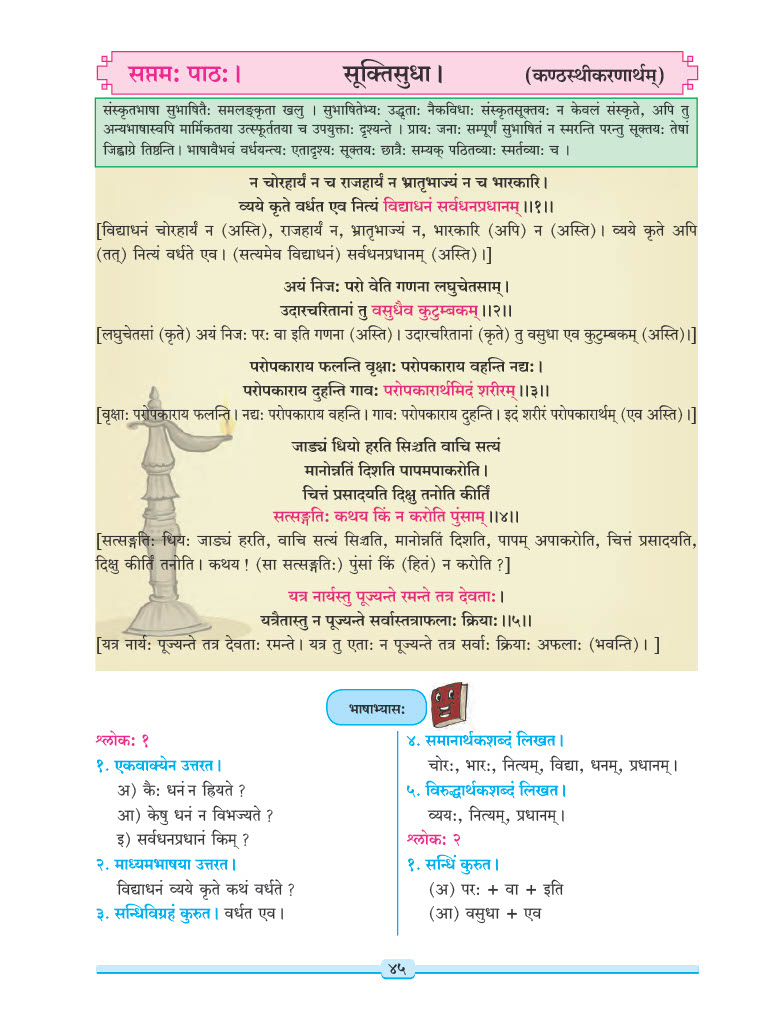 सप्तमः पाठः।
सूक्तिसुधा।
(कण्ठस्थीकरणार्थम्)
संस्कृतभाषा सुभाषितैः समलङ्कृता खलु । सुभाषितेभ्यः उद्धृताः नैकविधाः संस्कृतसूक्तयः न केवलं संस्कृते, अपि तु
अन्यभाषास्वपि मार्मिकतया उत्स्फूर्ततया च उपयुक्ताः दृश्यन्ते । प्रायः जनाः सम्पूर्णं सुभाषितं न स्मरन्ति परन्तु सूक्तयः तेषां
जिह्वाग्रे तिष्ठन्ति । भाषावैभवं वर्धयन्त्यः एतादृश्यः सूक्तयः छात्रैः सम्यक् पठितव्याः स्मर्तव्याः च ।
न चोरहार्यं न च राजहार्यं न भ्रातृभाज्यं न च भारकारि।
व्यये कृते वर्धत एव नित्यं विद्याधनं सर्वधनप्रधानम्।।१।।
[विद्याधनं चोरहार्यं न (अस्ति), राजहार्यं न, भ्रातृभाज्यं न, भारकारि (अपि) न (अस्ति)। व्यये कृते अपि
(तत्) नित्यं वर्धते एव। (सत्यमेव विद्याधनं) सर्वधनप्रधानम् (अस्ति)।]
अयं निजः परो वेति गणना लघुचेतसाम्।
उदारचरितानां तु वसुधैव कुटुम्बकम्।।२।।
[लघुचेतसां (कृते) अयं निजः परः वा इति गणना (अस्ति)। उदारचरितानां (कृते) तु वसुधा एव कुटुम्बकम् (अस्ति)।]
परोपकाराय फलन्ति वृक्षाः परोपकाराय वहन्ति नद्यः।
परोपकाराय दुहन्ति गावः परोपकारार्थमिदं शरीरम्।।३।।
[वृक्षाः परोपकाराय फलन्ति। नद्यः परोपकाराय वहन्ति। गावः परोपकाराय दुहन्ति। इदं शरीरं परोपकारार्थम् (एव अस्ति)।]
जाड्यं धियो हरति सिञ्चति वाचि सत्यं
मानोन्नतिं दिशति पापमपाकरोति।
चित्तं प्रसादयति दिक्षु तनोति कीर्तिं
सत्सङ्गतिः कथय किं न करोति पुंसाम्।।४।।
[सत्सङ्गतिः धियः जाड्यं हरति, वाचि सत्यं सिञ्चति, मानोन्नतिं दिशति, पापम् अपाकरोति, चित्तं प्रसादयति,
दिक्षु कीर्तिं तनोति। कथय! (सा सत्सङ्गतिः) पुंसां किं (हितं) न करोति ?]
यत्र नार्यस्तु पूज्यन्ते रमन्ते तत्र देवताः।
यत्रैतास्तु न पूज्यन्ते सर्वास्तत्राफलाः क्रियाः।।५।।
[यत्र नार्यः पूज्यन्ते तत्र देवताः रमन्ते। यत्र तु एताः न पूज्यन्ते तत्र सर्वाः क्रियाः अफलाः (भवन्ति)। ]
भाषाभ्यासः
श्लोकः १
१. एकवाक्येन उत्तरत।
अ) कैः धनं न ह्रियते ?
आ) केषु धनं न विभज्यते ?
इ) सर्वधनप्रधानं किम् ?
२. माध्यमभाषया उत्तरत।
विद्याधनं व्यये कृते कथं वर्धते ?
३. सन्धिविग्रहं कुरुत। वर्धत एव।
४. समानार्थकशब्दं लिखत।
चोरः, भारः, नित्यम्, विद्या, धनम्, प्रधानम्।
५. विरुद्धार्थकशब्दं लिखत।
व्ययः, नित्यम्, प्रधानम्।
श्लोकः २
१. सन्धिं कुरुत।
(अ) परः + वा + इति
(आ) वसुधा + एव
४५